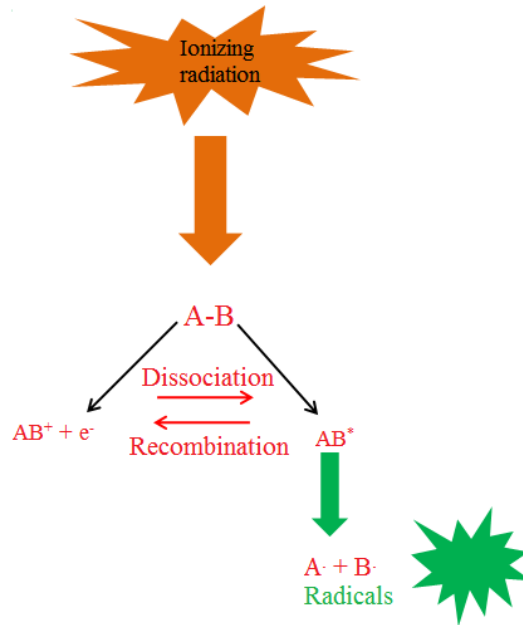 Ionizing
radiation
A-B
Dissociation
AB⁺ + e⁻
Recombination
AB*
A· + B·
Radicals